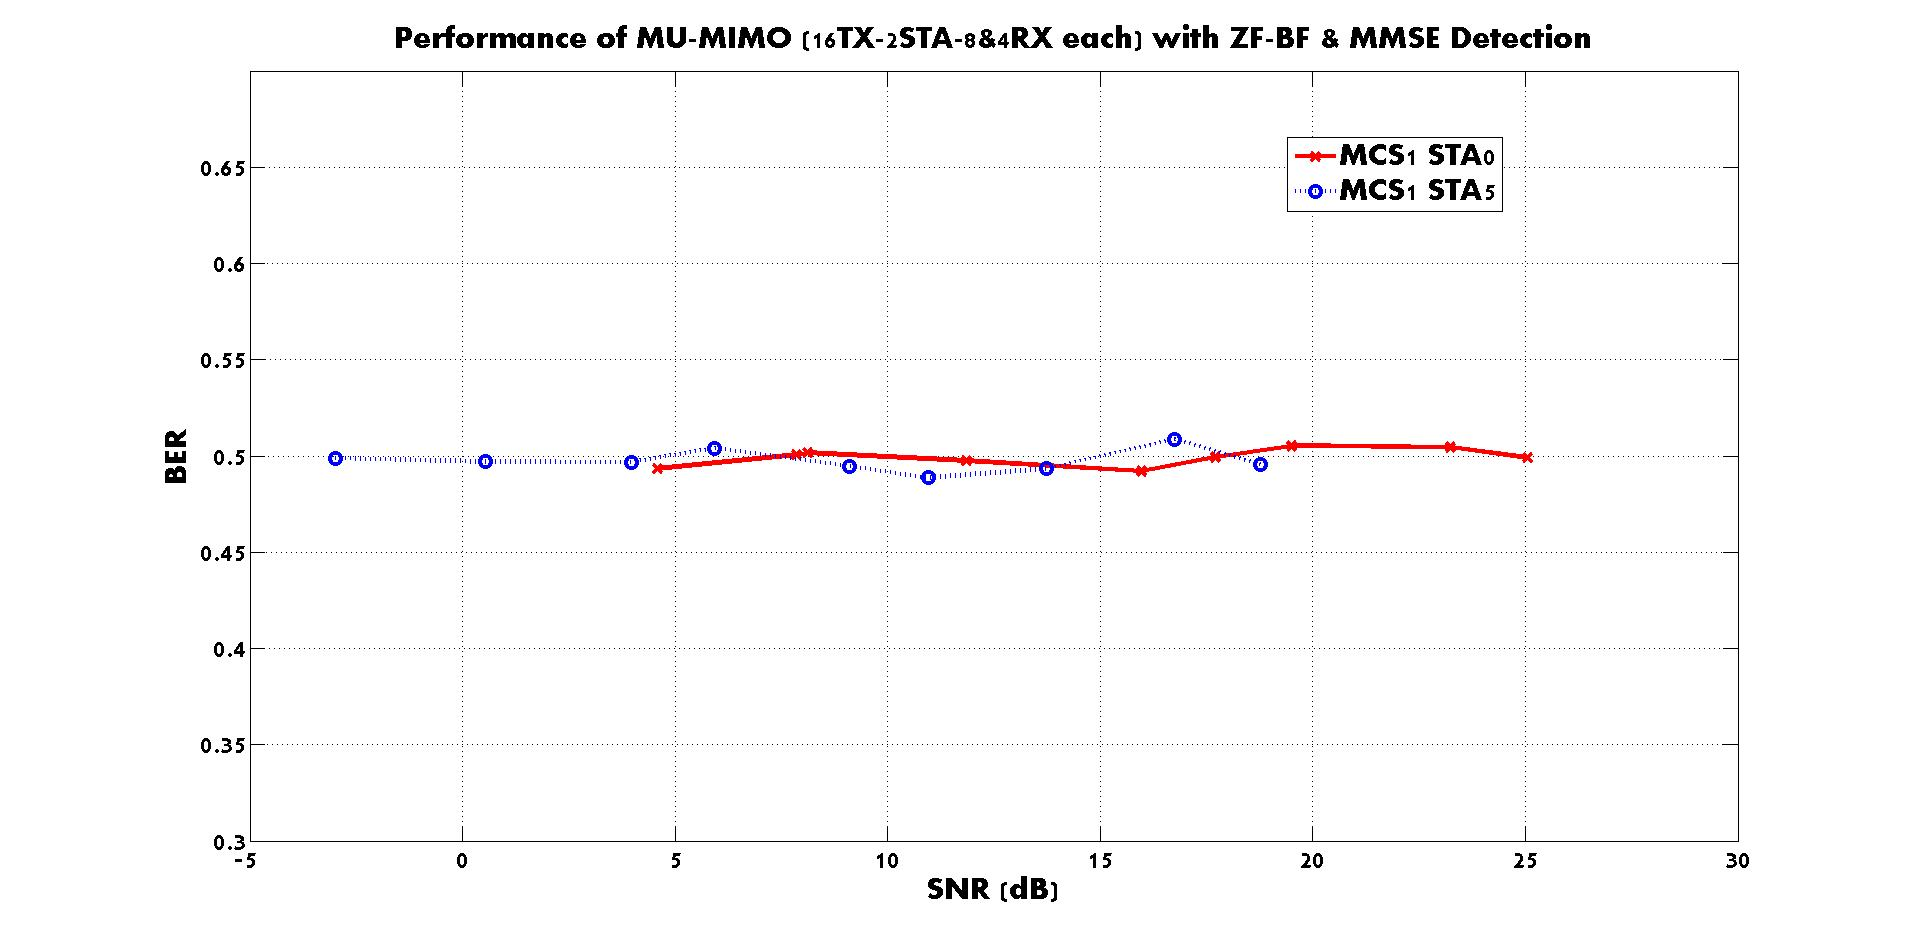 Performance of MU-MIMO (16TX-2STA-8&4RX each) with ZF-BF & MMSE Detection
MCS1 STA0
MCS1 STA5
0.65
0.6
0.55
0.5
0.45
0.4
0.35
0.3
BER
-5 0 5 10 15 20 25 30
SNR (dB)